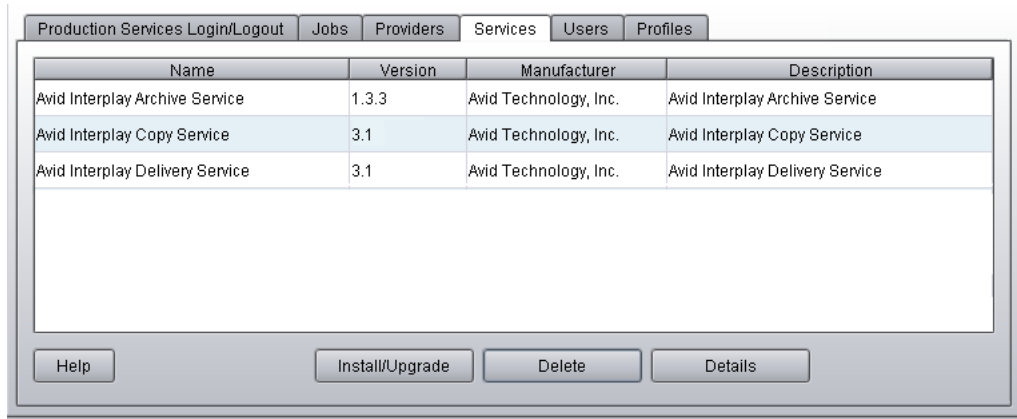 Production Services Login/Logout Jobs Providers Services Users Profiles
Name Version Manufacturer Description
Avid Interplay Archive Service 1.3.3 Avid Technology, Inc. Avid Interplay Archive Service
Avid Interplay Copy Service 3.1 Avid Technology, Inc. Avid Interplay Copy Service
Avid Interplay Delivery Service 3.1 Avid Technology, Inc. Avid Interplay Delivery Service
Help Install/Upgrade Delete Details